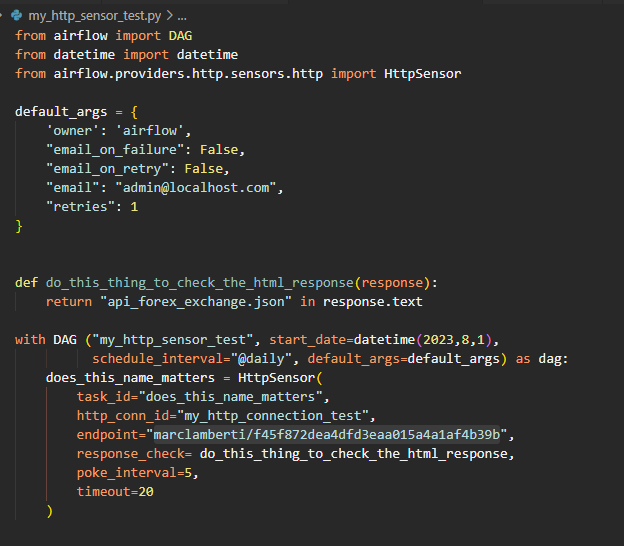 my_http_sensor_test.py > ...
from airflow import DAG
from datetime import datetime
from airflow.providers.http.sensors.http import HttpSensor
default_args = {
    'owner': 'airflow',
    "email_on_failure": False,
    "email_on_retry": False,
    "email": "admin@localhost.com",
    "retries": 1
}
def do_this_thing_to_check_the_html_response(response):
    return "api_forex_exchange.json" in response.text
with DAG ("my_http_sensor_test", start_date=datetime(2023,8,1),
          schedule_interval="@daily", default_args=default_args) as dag:
    does_this_name_matters = HttpSensor(
        task_id="does_this_name_matters",
        http_conn_id="my_http_connection_test",
        endpoint="marclamberti/f45f872dea4dfd3eaa015a4a1af4b39b",
        response_check= do_this_thing_to_check_the_html_response,
        poke_interval=5,
        timeout=20
    )